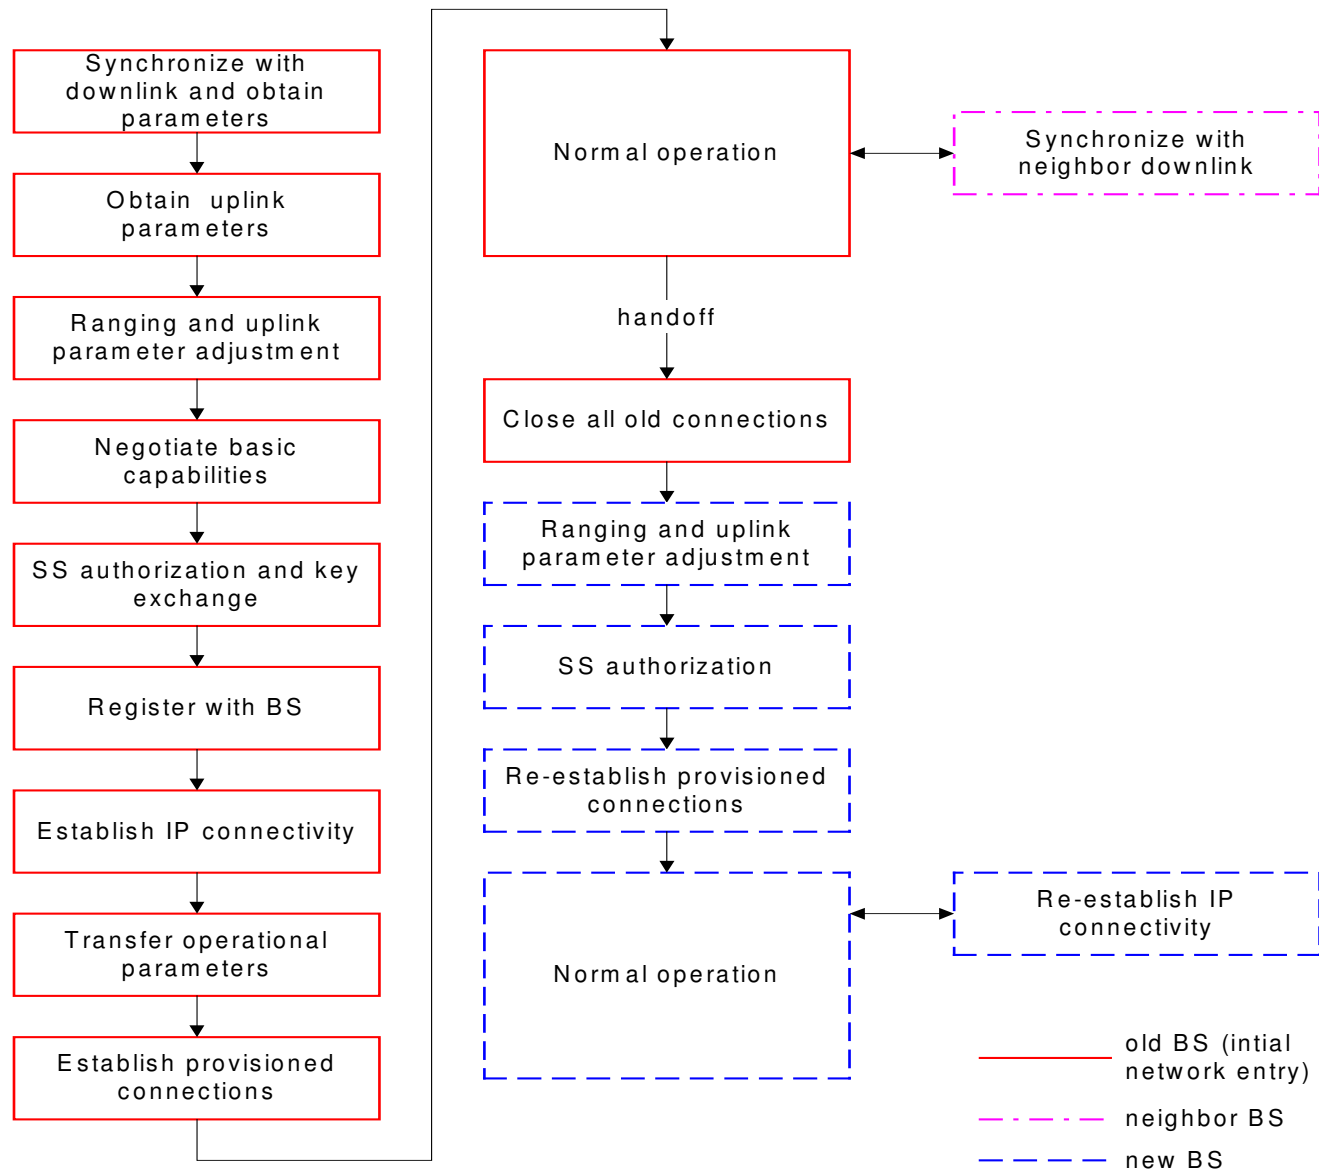 Synchronize with
downlink and obtain
parameters
Obtain uplink
parameters
Ranging and uplink
parameter adjustment
Negotiate basic
capabilities
SS authorization and key
exchange
Register with BS
Establish IP connectivity
Transfer operational
parameters
Establish provisioned
connections
Normal operation
Synchronize with
neighbor downlink
handoff
Close all old connections
Ranging and uplink
parameter adjustment
SS authorization
Re-establish provisioned
connections
Normal operation
Re-establish IP
connectivity
old BS (intial
network entry)
neighbor BS
new BS